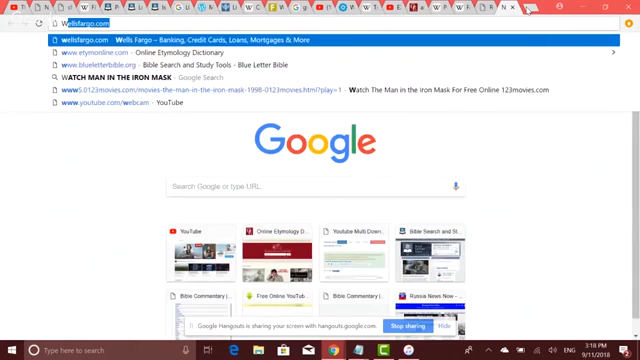 Wellsfargo.com
wellsfargo.com - Wells Fargo – Banking, Credit Cards, Loans, Mortgages & More
www.etymonline.com - Online Etymology Dictionary
www.blueletterbible.org - Bible Search and Study Tools - Blue Letter Bible
WATCH MAN IN THE IRON MASK - Google Search
www5.0123movies.com/movies-the-man-in-the-iron-mask-1998-0123movies.html?play=1 - Watch The Man in the Iron Mask For Free Online 123movies.com
www.youtube.com/webcam - YouTube
Google
Search Google or type URL
YouTube
Online Etymology D...
Youtube Multi Down...
Bible Search and St...
Bible Commentary |...
Free Online YouTub...
Bible Commentary |...
Russia News Now -...
Google Hangouts is sharing your screen with hangouts.google.com.
Stop sharing
Hide
Type here to search
ENG
3:18 PM
9/11/2018